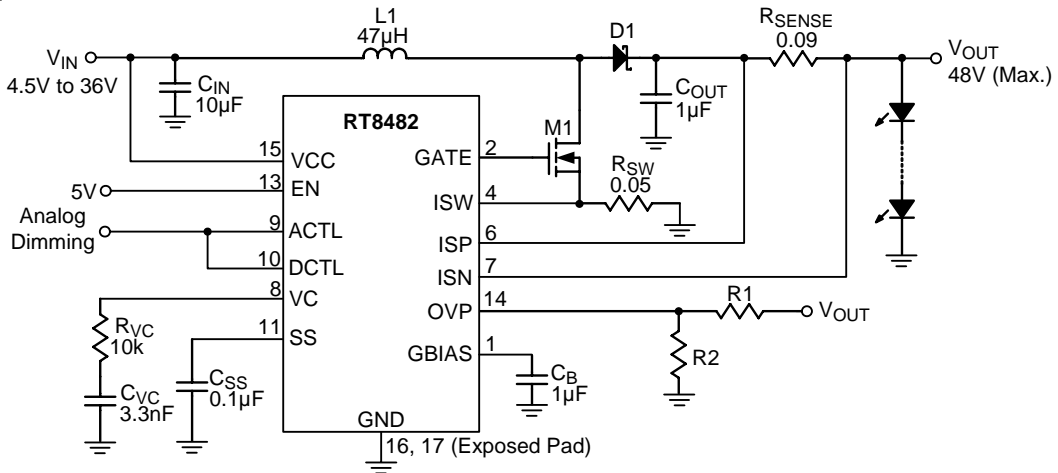 L1
47µH
D1
RSENSE
0.09
VIN
4.5V to 36V
CIN
10µF
COUT
1µF
VOUT
48V (Max.)
RT8482
M1
15 VCC
GATE 2
RSW
0.05
5V
13 EN
ISW 4
Analog
Dimming
9 ACTL
ISP 6
10 DCTL
ISN 7
8 VC
OVP 14
R1
VOUT
RVC
10k
11 SS
GBIAS 1
R2
CVC
3.3nF
CSS
0.1µF
CB
1µF
GND
16, 17 (Exposed Pad)